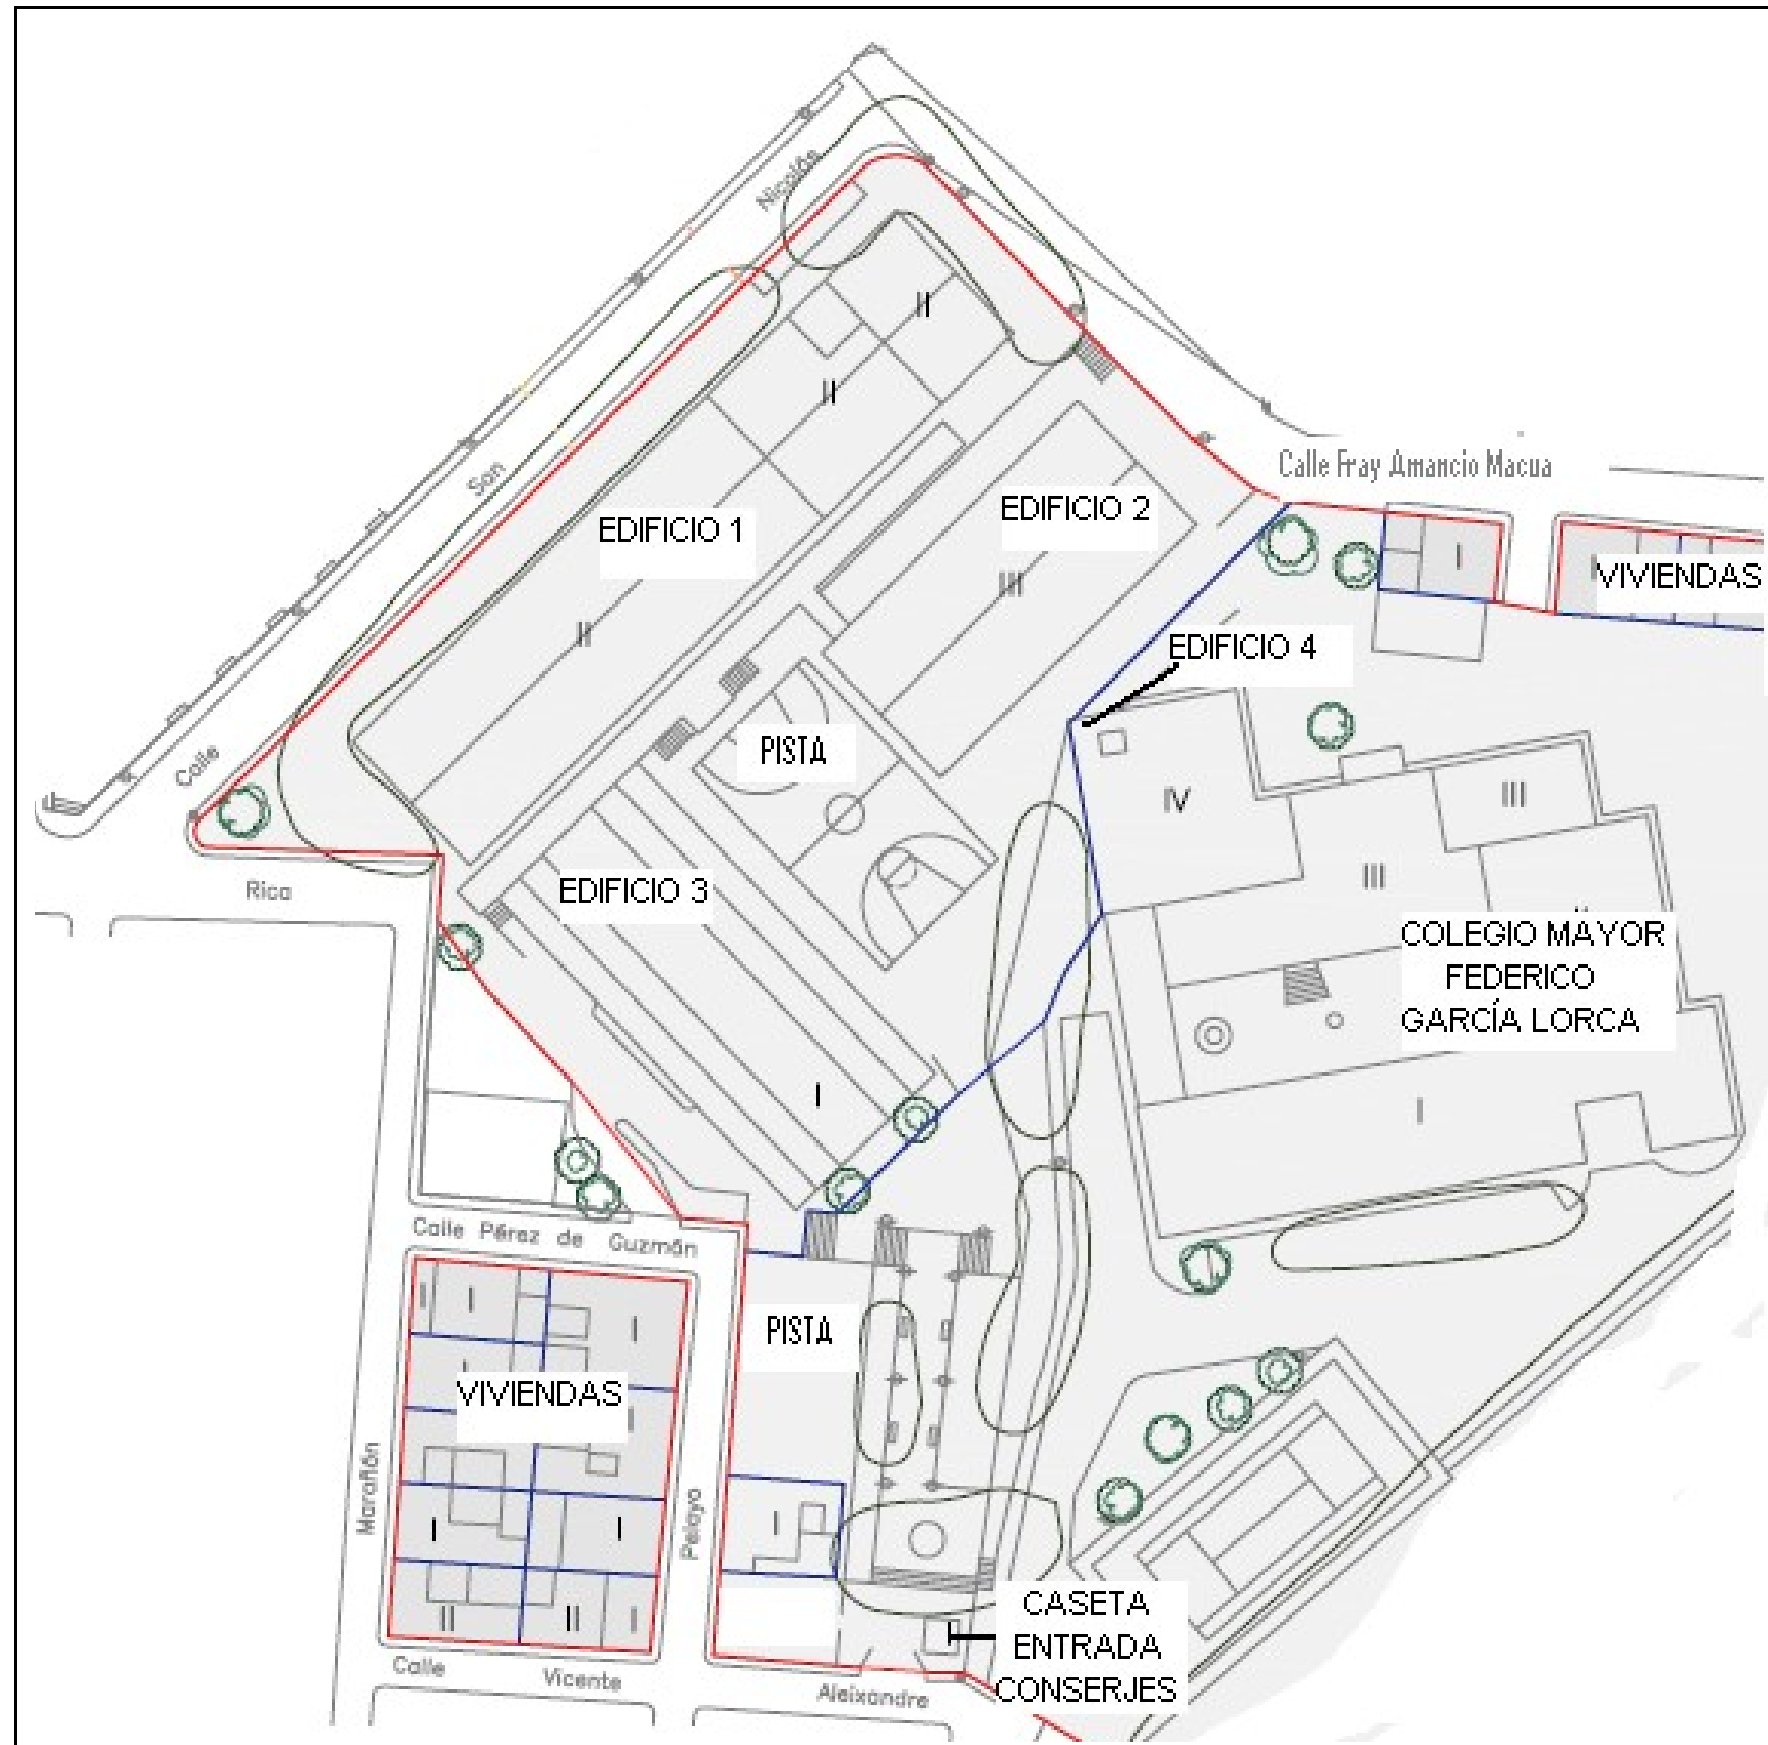 Nicolás
II
II
Son
Calle Fray Amancio Macua
EDIFICIO 1
EDIFICIO 2
I
VIVIENDAS
III
II
EDIFICIO 4
PISTA
Calle
IV
III
III
Rica
EDIFICIO 3
COLEGIO MAYOR
FEDERICO
GARCÍA LORCA
I
I
Calle Pérez de Guzmán
I
I
I
PISTA
I
VIVIENDAS
I
Marañón
Pelayo
I
I
I
II
II
I
CASETA
ENTRADA
CONSERJES
Calle
Vicente
Aleixandre